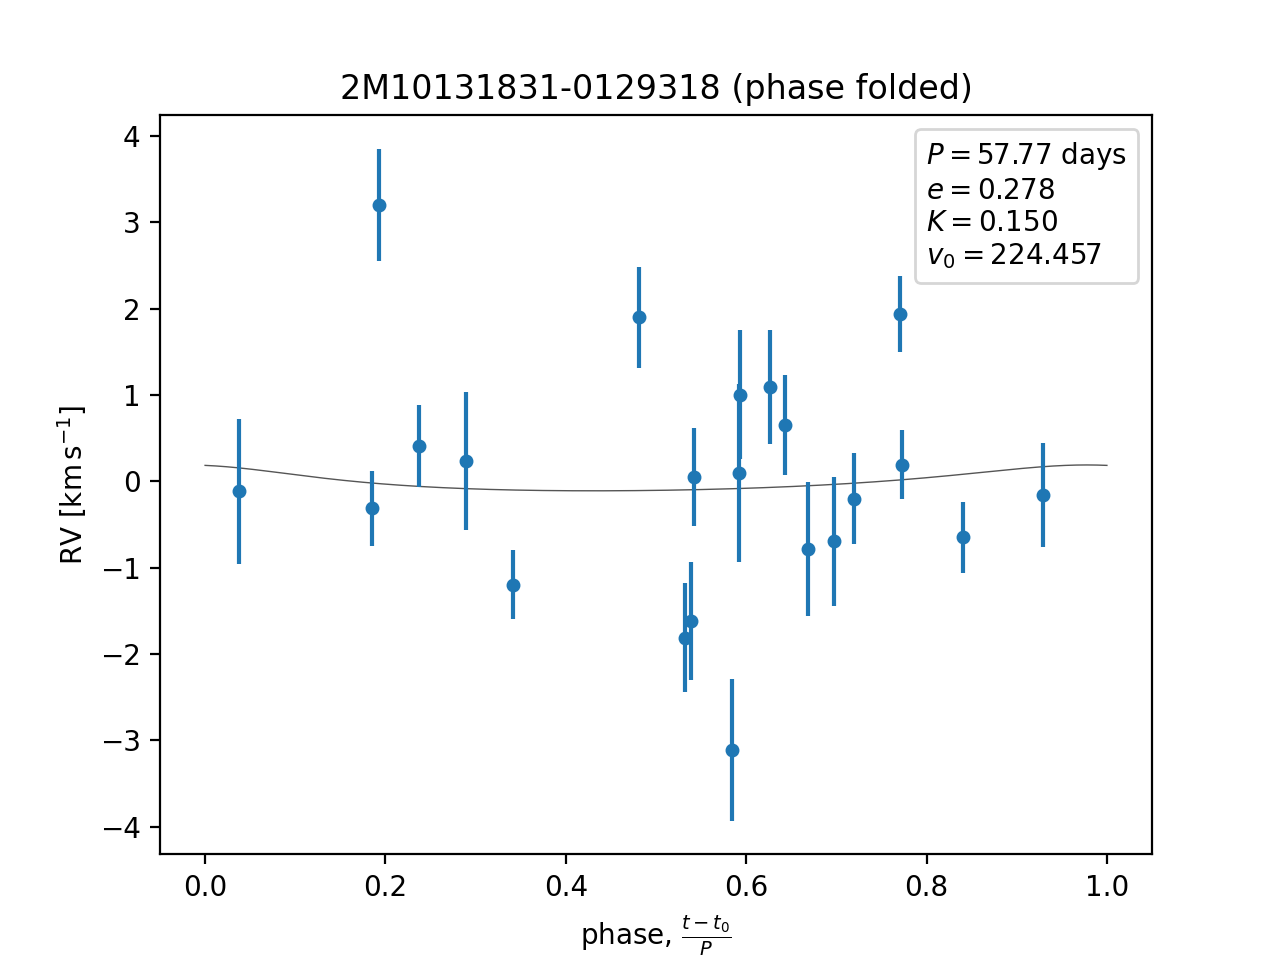 2M10131831-0129318 (phase folded)
P = 57.77 days
e = 0.278
K = 0.150
v₀ = 224.457
4
3
2
1
0
−1
−2
−3
−4
RV [km s⁻¹]
0.0 0.2 0.4 0.6 0.8 1.0
phase, (t − t₀)/P